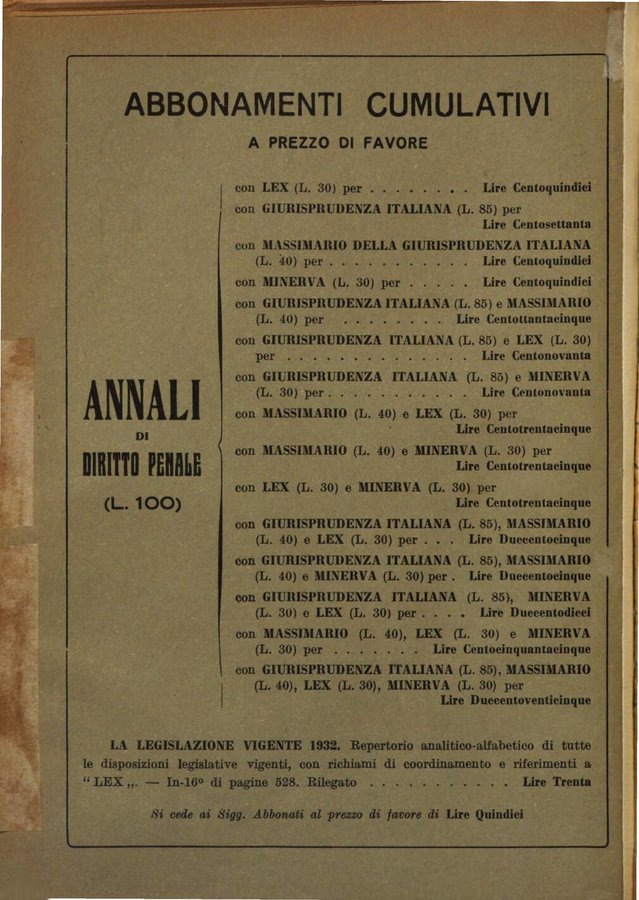 ABBONAMENTI CUMULATIVI
A PREZZO DI FAVORE
ANNALI
DI
DIRITTO PENALE
(L. 100)
con LEX (L. 30) per . . . . . . . . Lire Centoquindici
con GIURISPRUDENZA ITALIANA (L. 85) per
Lire Centosettanta
con MASSIMARIO DELLA GIURISPRUDENZA ITALIANA
(L. 40) per . . . . . . . . . . . Lire Centoquindici
con MINERVA (L. 30) per . . . . . Lire Centoquindici
con GIURISPRUDENZA ITALIANA (L. 85) e MASSIMARIO
(L. 40) per . . . . . . . . Lire Centottantacinque
con GIURISPRUDENZA ITALIANA (L. 85) e LEX (L. 30)
per . . . . . . . . . . . . . . Lire Centonovanta
con GIURISPRUDENZA ITALIANA (L. 85) e MINERVA
(L. 30) per . . . . . . . . . . . Lire Centonovanta
con MASSIMARIO (L. 40) e LEX (L. 30) per
Lire Centotrentacinque
con MASSIMARIO (L. 40) e MINERVA (L. 30) per
Lire Centotrentacinque
con LEX (L. 30) e MINERVA (L. 30) per
Lire Centotrentacinque
con GIURISPRUDENZA ITALIANA (L. 85), MASSIMARIO
(L. 40) e LEX (L. 30) per . . . Lire Duecentocinque
con GIURISPRUDENZA ITALIANA (L. 85), MASSIMARIO
(L. 40) e MINERVA (L. 30) per . Lire Duecentocinque
con GIURISPRUDENZA ITALIANA (L. 85), MINERVA
(L. 30) e LEX (L. 30) per . . . . Lire Duecentodieci
con MASSIMARIO (L. 40), LEX (L. 30) e MINERVA
(L. 30) per . . . . . . . Lire Centocinquantacinque
con GIURISPRUDENZA ITALIANA (L. 85), MASSIMARIO
(L. 40), LEX (L. 30), MINERVA (L. 30) per
Lire Duecentoventicinque
LA LEGISLAZIONE VIGENTE 1932. Repertorio analitico-alfabetico di tutte
le disposizioni legislative vigenti, con richiami di coordinamento e riferimenti a
“ LEX „. — In-16º di pagine 528. Rilegato . . . . . . . . . . . Lire Trenta
Si cede ai Sigg. Abbonati al prezzo di favore di Lire Quindici